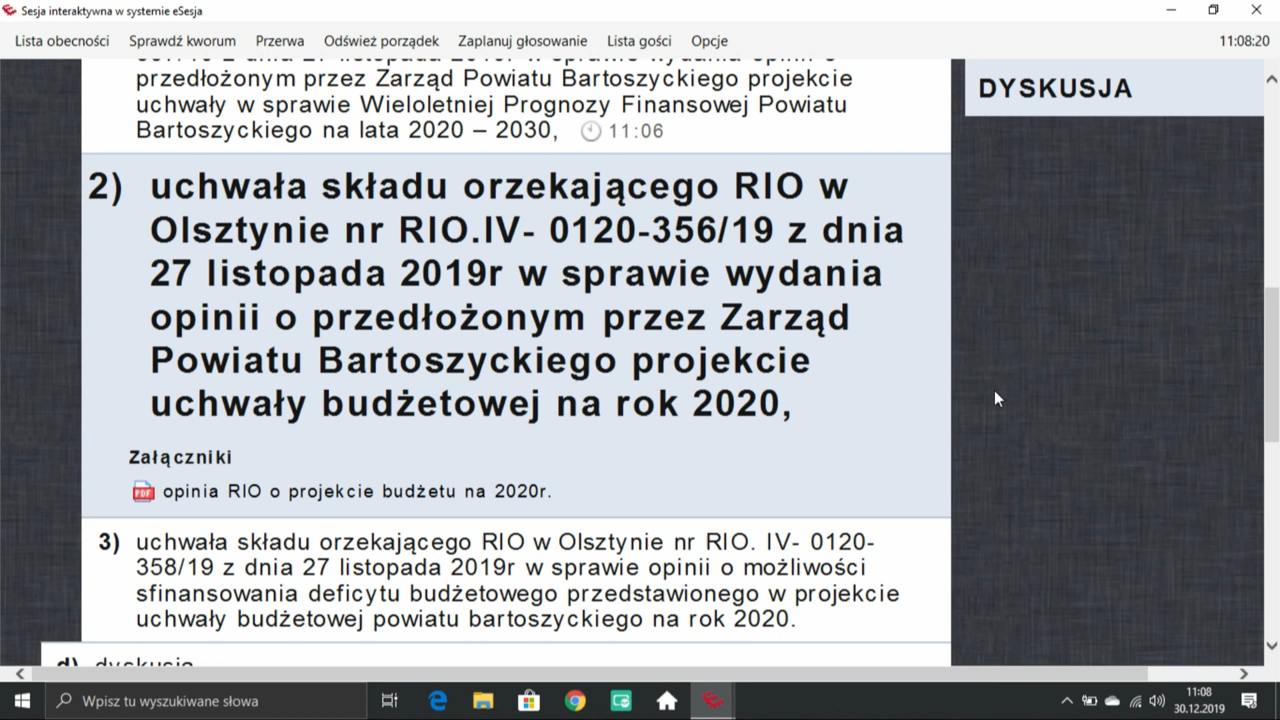 Sesja interaktywna w systemie eSesja
Lista obecności Sprawdź kworum Przerwa Odśwież porządek Zaplanuj głosowanie Lista gości Opcje 11:08:20
przedłożonym przez Zarząd Powiatu Bartoszyckiego projekcie
uchwały w sprawie Wieloletniej Prognozy Finansowej Powiatu
Bartoszyckiego na lata 2020 – 2030, 11:06
DYSKUSJA
2) uchwała składu orzekającego RIO w
Olsztynie nr RIO.IV- 0120-356/19 z dnia
27 listopada 2019r w sprawie wydania
opinii o przedłożonym przez Zarząd
Powiatu Bartoszyckiego projekcie
uchwały budżetowej na rok 2020,
Załączniki
PDF opinia RIO o projekcie budżetu na 2020r.
3) uchwała składu orzekającego RIO w Olsztynie nr RIO. IV- 0120-
358/19 z dnia 27 listopada 2019r w sprawie opinii o możliwości
sfinansowania deficytu budżetowego przedstawionego w projekcie
uchwały budżetowej powiatu bartoszyckiego na rok 2020.
d) dyskusja
Wpisz tu wyszukiwane słowa
11:08
30.12.2019